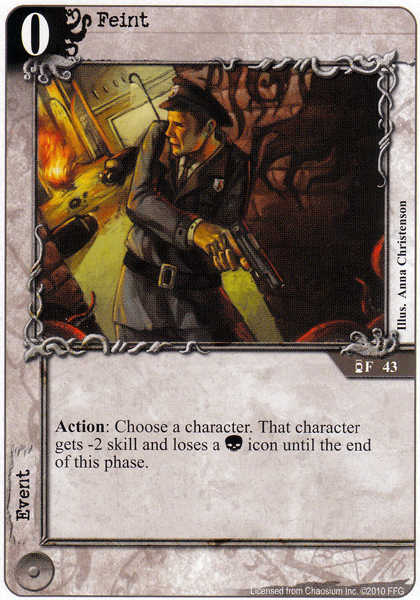 0
Feint
Illus. Anna Christenson
F 43
Action: Choose a character. That character
gets -2 skill and loses a icon until the end
of this phase.
Event
Licensed from Chaosium Inc. ©2010 FFG